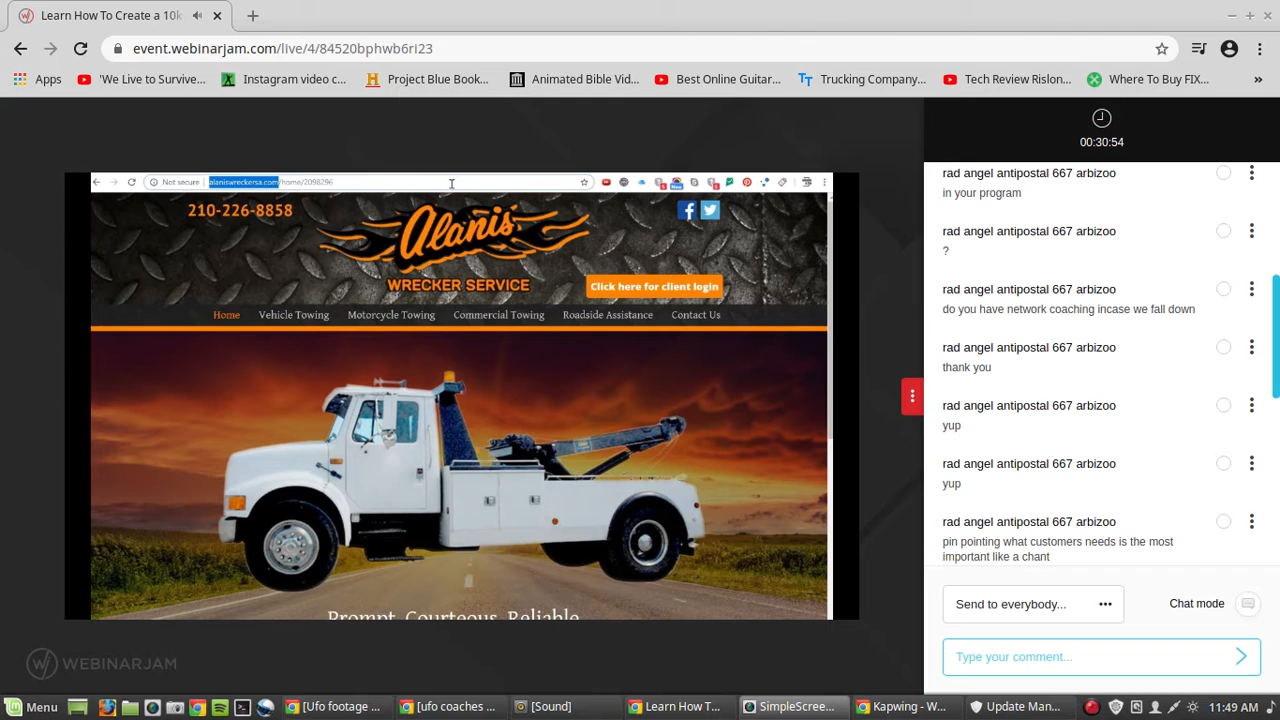 Learn How To Create a 10k
event.webinarjam.com/live/4/84520bphwb6ri23
Apps
'We Live to Survive...
Instagram video c...
Project Blue Book...
Animated Bible Vid...
Best Online Guitar...
Trucking Company...
Tech Review Rislon...
Where To Buy FIX...
»
Not secure | alaniswreckersa.com/home/2098296
210-226-8858
Alanis
WRECKER SERVICE
Click here for client login
Home
Vehicle Towing
Motorcycle Towing
Commercial Towing
Roadside Assistance
Contact Us
Prompt, Courteous, Reliable
WEBINARJAM
00:30:54
rad angel antipostal 667 arbizoo
in your program
rad angel antipostal 667 arbizoo
?
rad angel antipostal 667 arbizoo
do you have network coaching incase we fall down
rad angel antipostal 667 arbizoo
thank you
rad angel antipostal 667 arbizoo
yup
rad angel antipostal 667 arbizoo
yup
rad angel antipostal 667 arbizoo
pin pointing what customers needs is the most
important like a chant
Send to everybody...
Chat mode
Type your comment...
Menu
[Ufo footage ...
[ufo coaches ...
[Sound]
Learn How T...
SimpleScree...
Kapwing - W...
Update Man...
11:49 AM